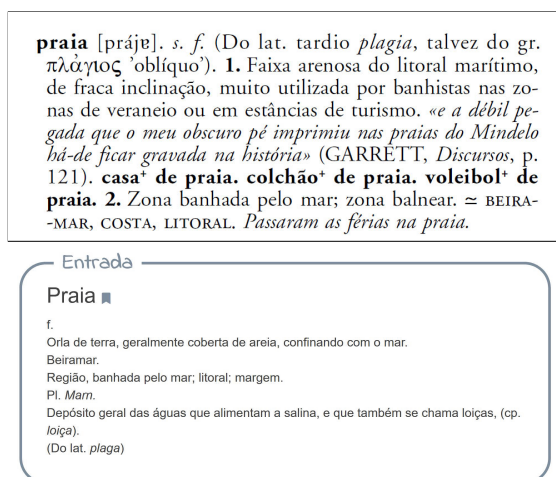 praia [prájɐ]. s. f. (Do lat. tardio plagia, talvez do gr.
πλάγιος 'oblíquo'). 1. Faixa arenosa do litoral marítimo,
de fraca inclinação, muito utilizada por banhistas nas zo-
nas de veraneio ou em estâncias de turismo. «e a débil pe-
gada que o meu obscuro pé imprimiu nas praias do Mindelo
há-de ficar gravada na história» (GARRETT, Discursos, p.
121). casa⁺ de praia. colchão⁺ de praia. voleibol⁺ de
praia. 2. Zona banhada pelo mar; zona balnear. ≃ BEIRA-
-MAR, COSTA, LITORAL. Passaram as férias na praia.
Entrada
Praia
f.
Orla de terra, geralmente coberta de areia, confinando com o mar.
Beiramar.
Região, banhada pelo mar; litoral; margem.
Pl. Marn.
Depósito geral das águas que alimentam a salina, e que também se chama loiças, (cp.
loiça).
(Do lat. plaga)